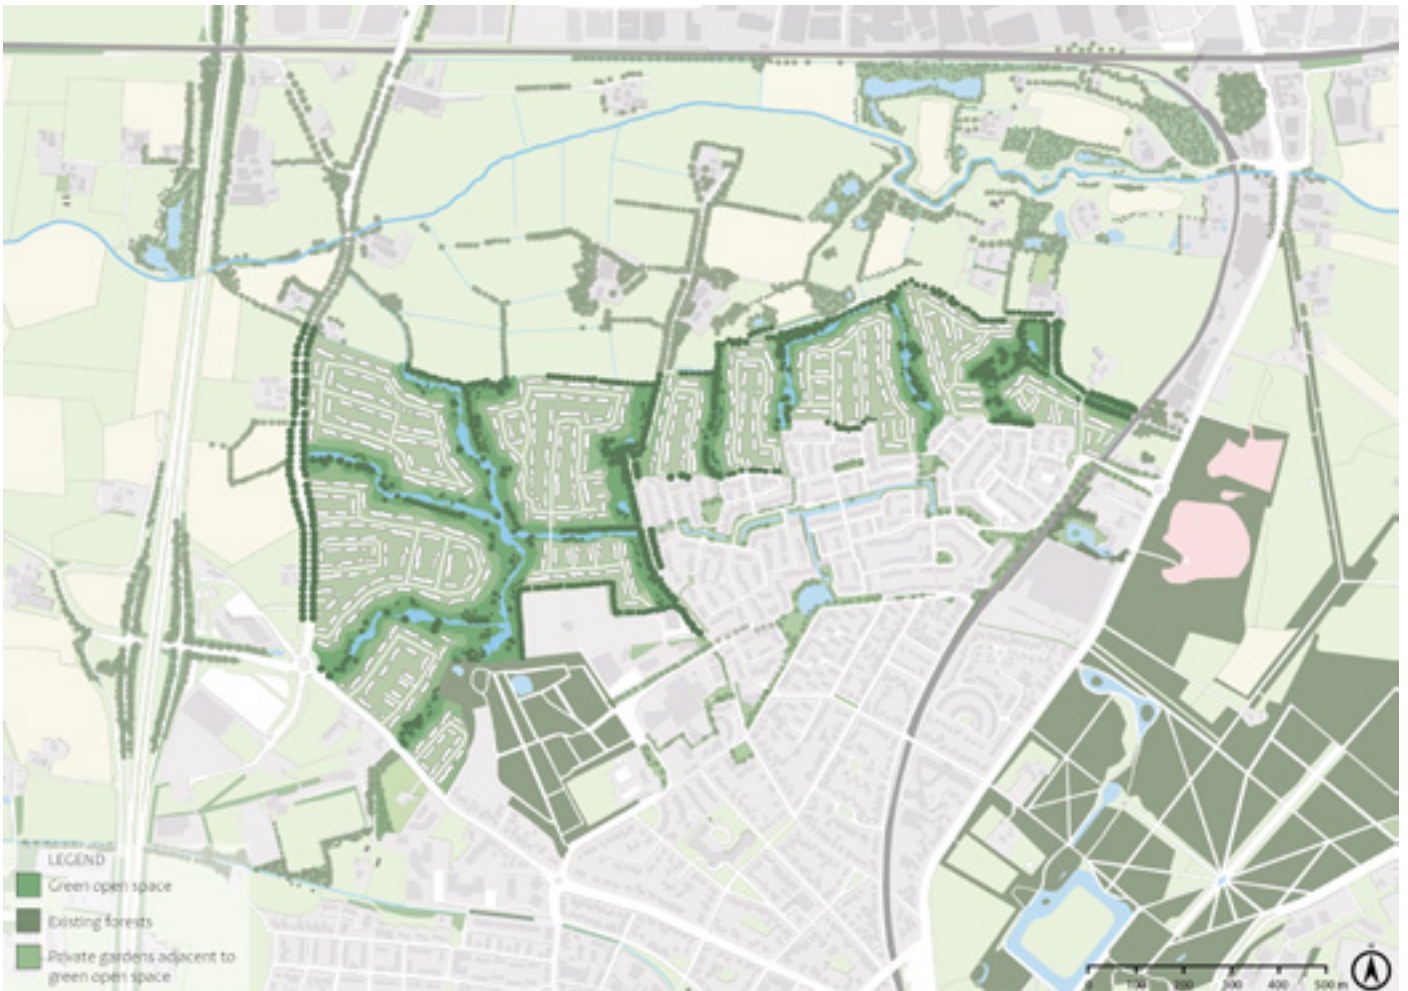 LEGEND
Green open space
Existing forests
Private gardens adjacent to
green open space
0 100 200 300 400 500 m